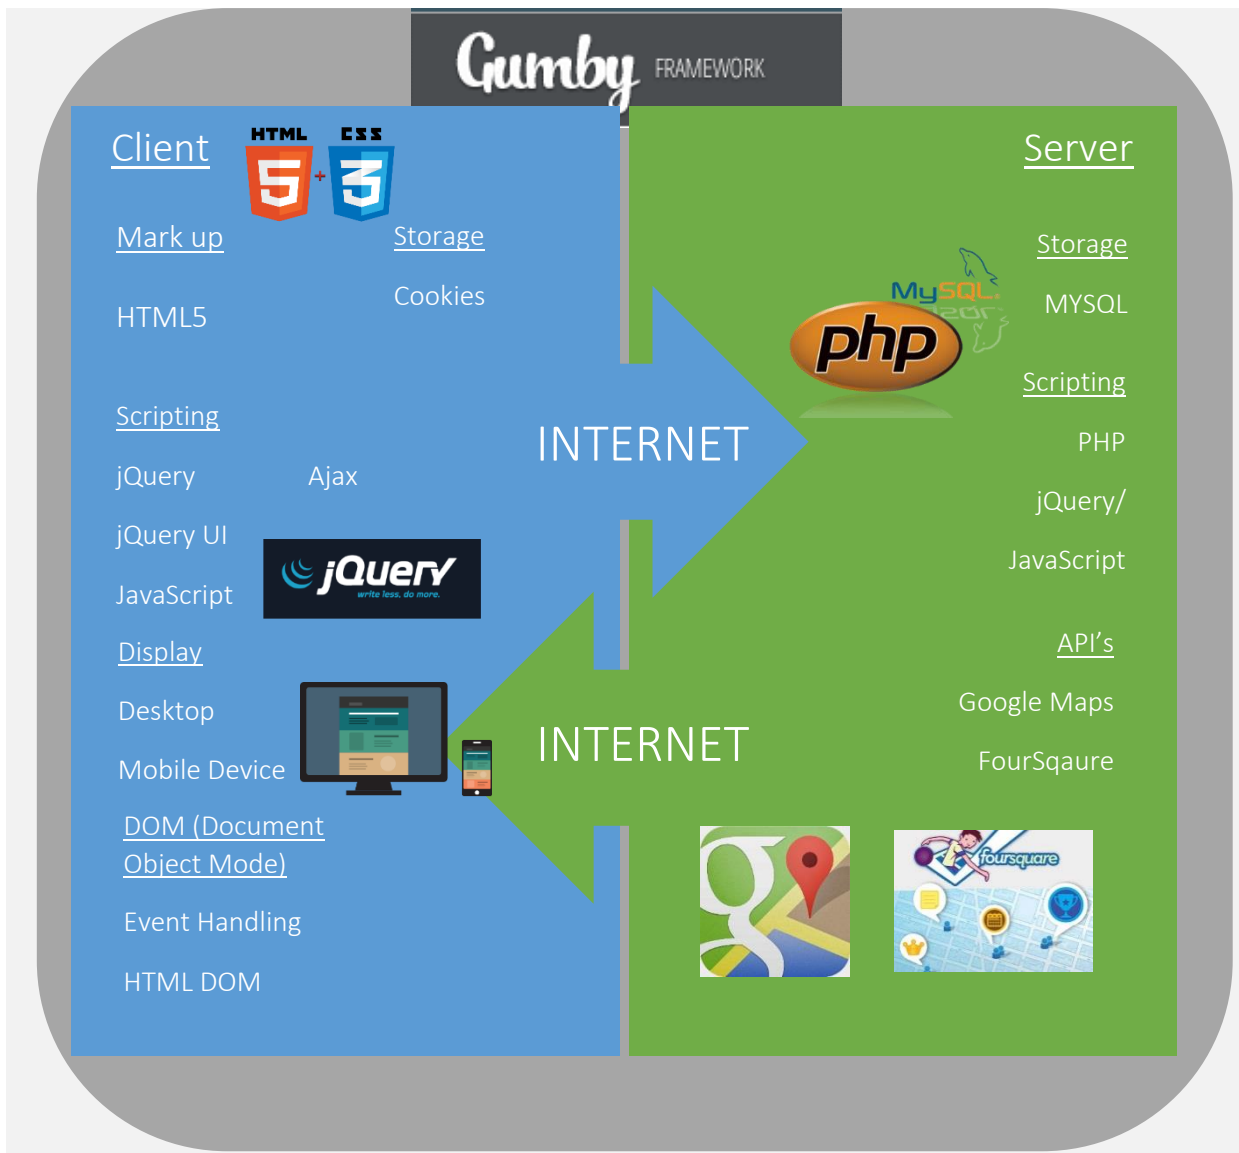 Gumby FRAMEWORK
Client
HTML CSS
5 + 3
Mark up
HTML5
Storage
Cookies
Scripting
jQuery Ajax
jQuery UI
JavaScript
jQuery
write less, do more.
Display
Desktop
Mobile Device
DOM (Document
Object Mode)
Event Handling
HTML DOM
INTERNET
INTERNET
Server
Storage
MYSQL
MySQL®
php
Scripting
PHP
jQuery/
JavaScript
API’s
Google Maps
FourSqaure
g
foursquare